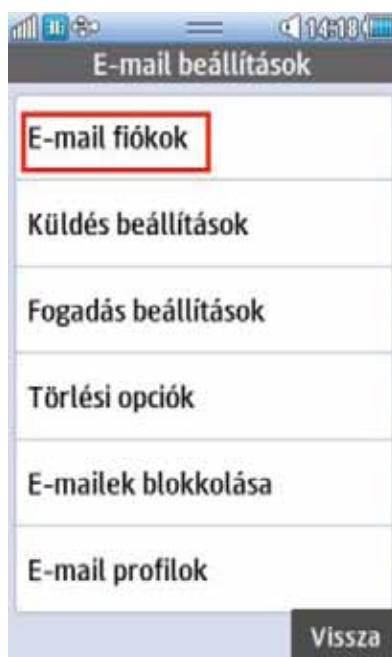 14:18
E-mail beállítások
E-mail fiókok
Küldés beállítások
Fogadás beállítások
Törlési opciók
E-mailek blokkolása
E-mail profilok
Vissza